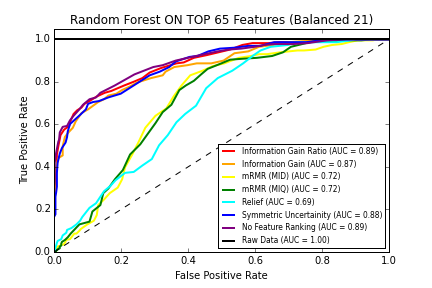 Random Forest ON TOP 65 Features (Balanced 21)
True Positive Rate
1.0
0.8
0.6
0.4
0.2
0.0
0.0 0.2 0.4 0.6 0.8 1.0
False Positive Rate
Information Gain Ratio (AUC = 0.89)
Information Gain (AUC = 0.87)
mRMR (MID) (AUC = 0.72)
mRMR (MIQ) (AUC = 0.72)
Relief (AUC = 0.69)
Symmetric Uncertainity (AUC = 0.88)
No Feature Ranking (AUC = 0.89)
Raw Data (AUC = 1.00)